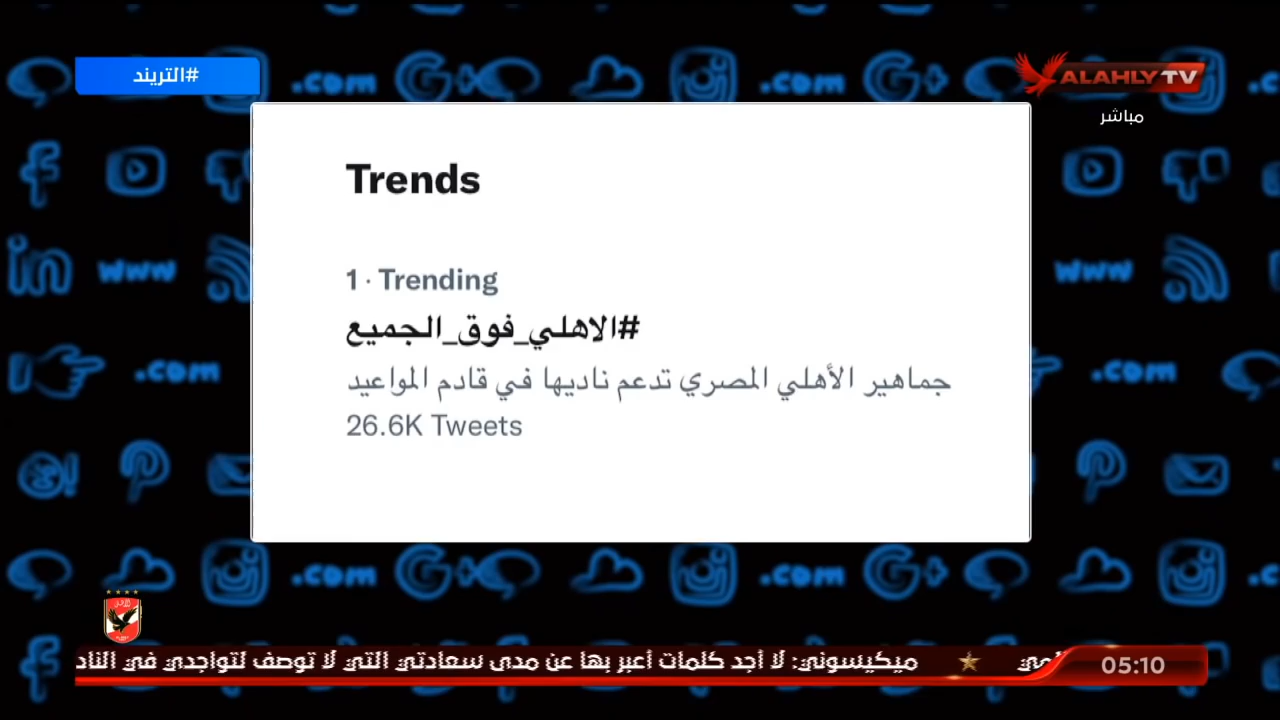 #التريند
ALAHLY TV
مباشر
Trends
1 · Trending
#الاهلي_فوق_الجميع
جماهير الأهلي المصري تدعم ناديها في قادم المواعيد
26.6K Tweets
ميكيسوني: لا أجد كلمات أعبر بها عن مدى سعادتي التي لا توصف لتواجدي في
05:10